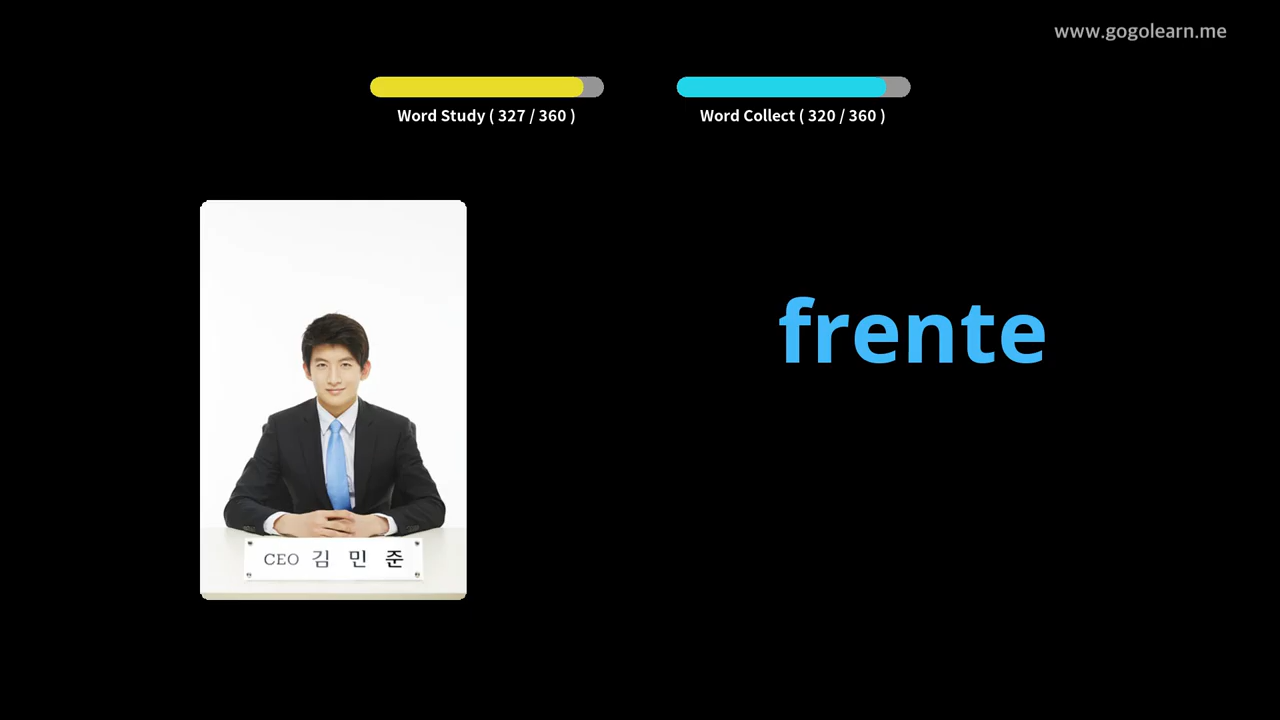 www.gogolearn.me
Word Study ( 327 / 360 )
Word Collect ( 320 / 360 )
frente
CEO 김 민 준